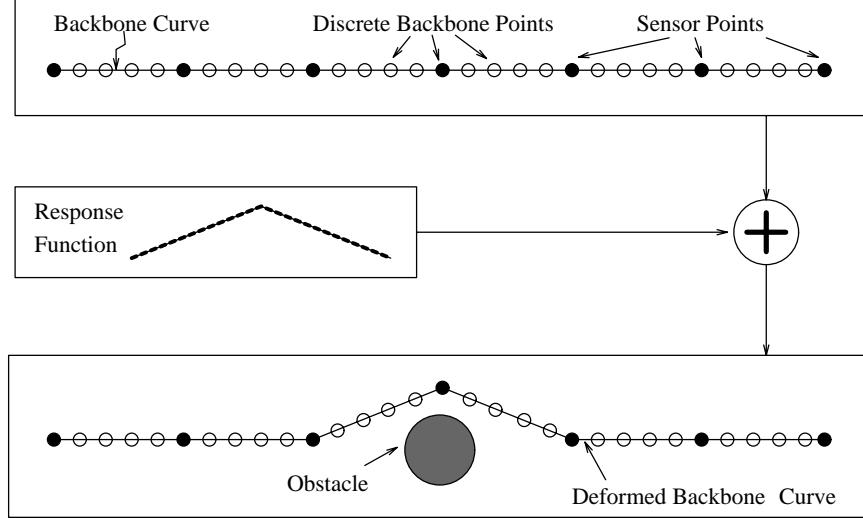 Backbone Curve
Discrete Backbone Points
Sensor Points
Response
Function
Obstacle
Deformed Backbone Curve